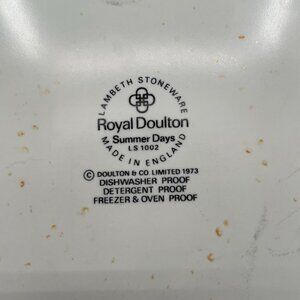 LAMBETH STONEWARE
Royal Doulton
Summer Days
LS 1002
MADE IN ENGLAND
© DOULTON & CO LIMITED 1973
DISHWASHER PROOF
DETERGENT PROOF
FREEZER & OVEN PROOF